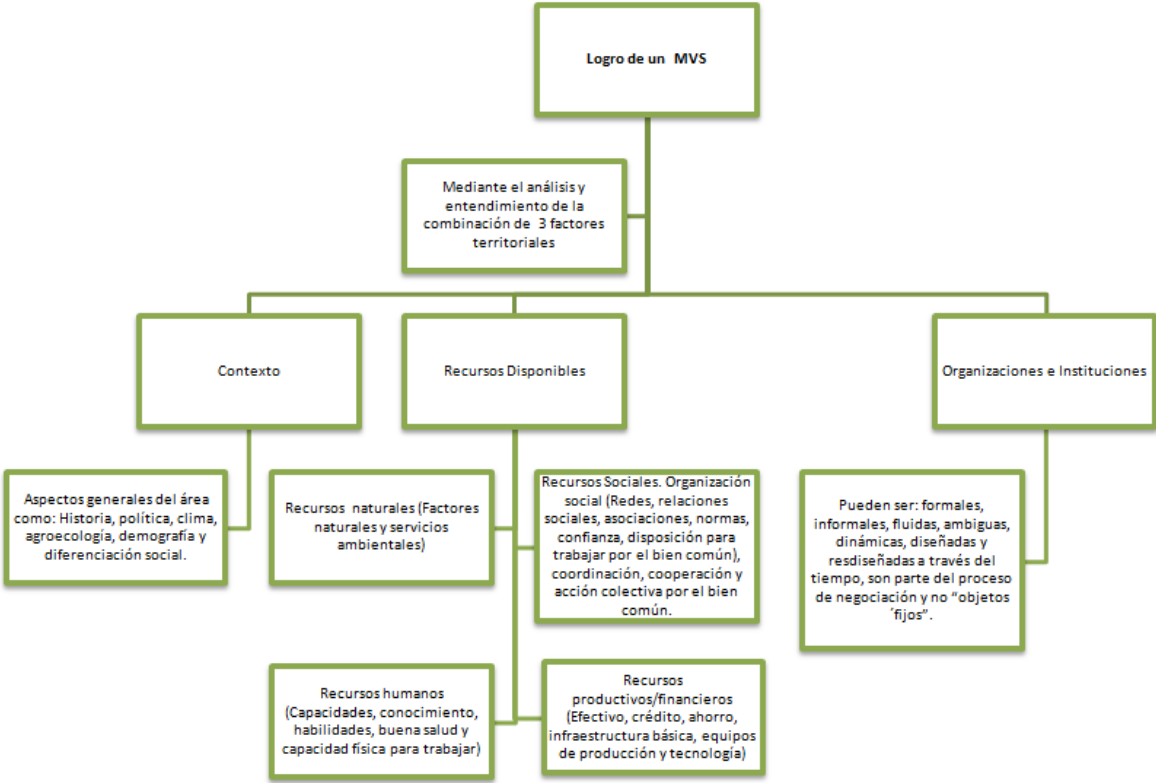 Logro de un MVS
Mediante el análisis y
entendimiento de la
combinación de 3 factores
territoriales
Contexto
Recursos Disponibles
Organizaciones e Instituciones
Aspectos generales del área
como: Historia, política, clima,
agroecología, demografía y
diferenciación social.
Recursos naturales (Factores
naturales y servicios
ambientales)
Recursos Sociales. Organización
social (Redes, relaciones
sociales, asociaciones, normas,
confianza, disposición para
trabajar por el bien común),
coordinación, cooperación y
acción colectiva por el bien
común.
Pueden ser: formales,
informales, fluidas, ambiguas,
dinámicas, diseñadas y
resdiseñadas a través del
tiempo, son parte del proceso
de negociación y no “objetos
´fijos”.
Recursos humanos
(Capacidades, conocimiento,
habilidades, buena salud y
capacidad física para trabajar)
Recursos
productivos/financieros
(Efectivo, crédito, ahorro,
infraestructura básica, equipos
de producción y tecnología)